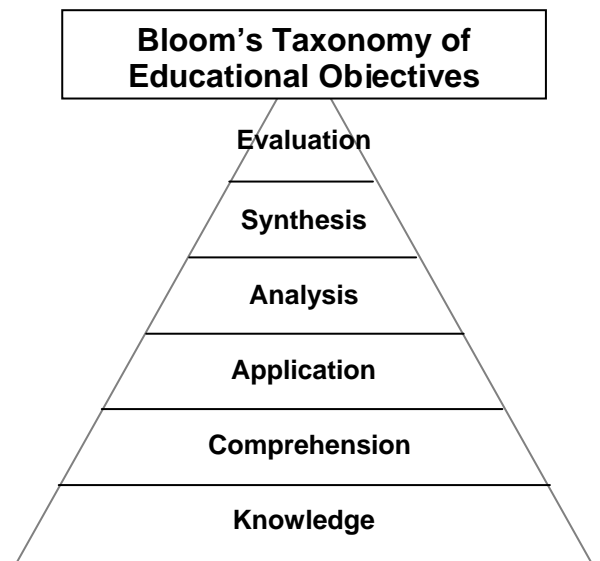 Bloom’s Taxonomy of
Educational Objectives
Evaluation
Synthesis
Analysis
Application
Comprehension
Knowledge